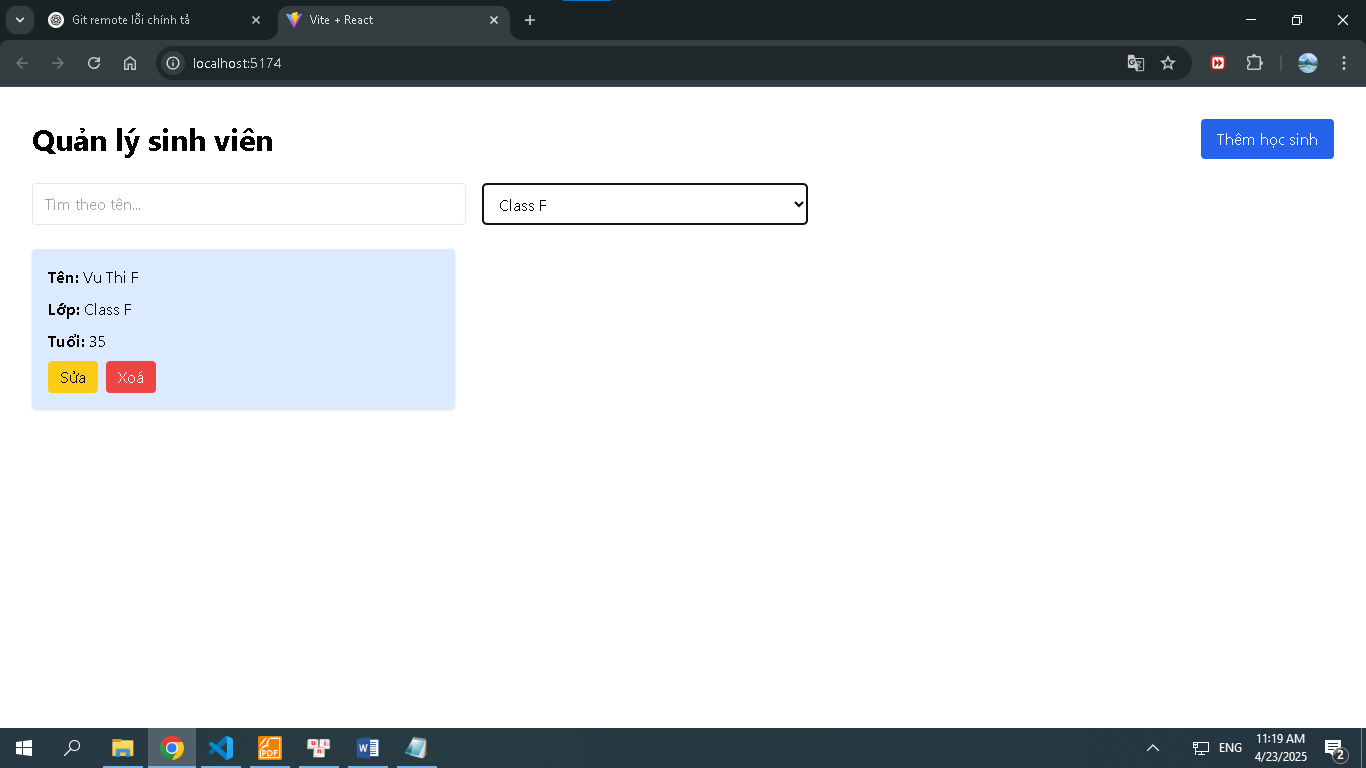 Git remote lỗi chính tả
Vite + React
localhost:5174
Quản lý sinh viên
Thêm học sinh
Tìm theo tên...
Class F
Tên: Vu Thi F
Lớp: Class F
Tuổi: 35
Sửa
Xoá
PDF
ENG
11:19 AM
4/23/2025
2